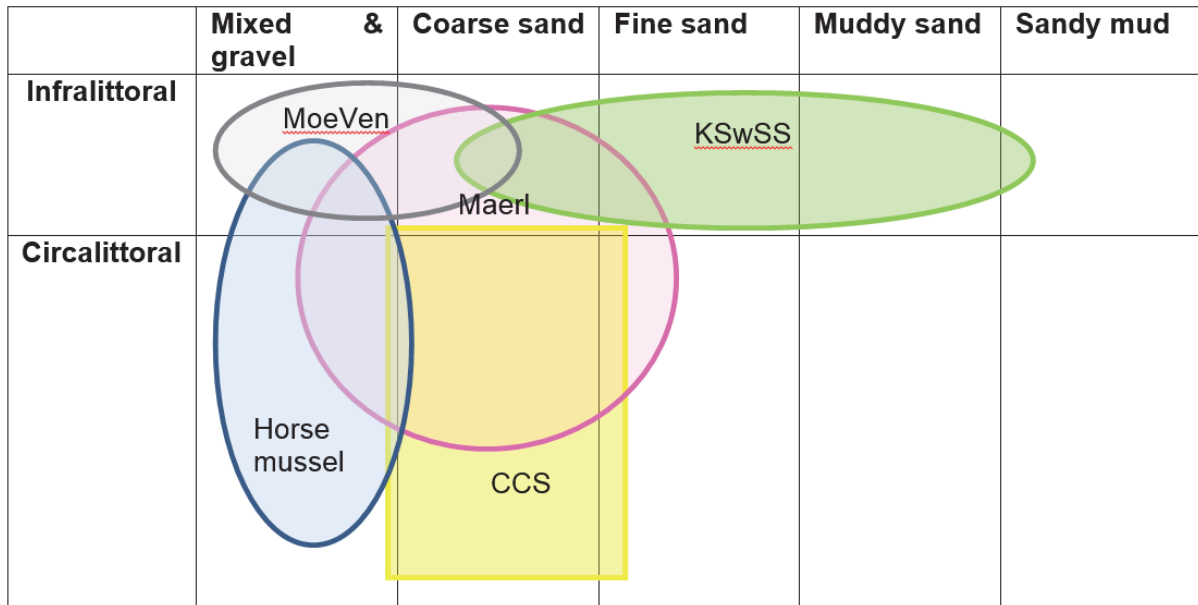 Mixed &
gravel
Coarse sand
Fine sand
Muddy sand
Sandy mud
Infralittoral
MoeVen
KSwSS
Maerl
Circalittoral
Horse
mussel
CCS